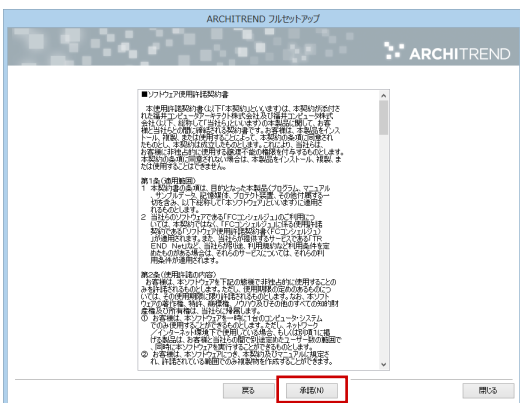 ARCHITREND フルセットアップ
ARCHITREND
■ソフトウェア使用許諾契約書
本使用許諾契約書(以下「本契約」といいます)は、本契約が添付さ
れた福井コンピュータアーキテクト株式会社及び福井コンピュータ株式
会社(以下、総称して「当社ら」といいます)の本製品に関して、お客
様と当社らとの間に締結される契約書です。お客様は、本製品をインス
トール、複製、または使用することによって、本契約の条項に同意され
たものとし、本契約は成立したものとします。これにより、当社らは、
お客様に非独占的に使用する譲渡不能の権限を付与するものとします。
本契約の条項に同意されない場合は、本製品をインストール、複製、ま
たは使用することはできません。
第1条(適用範囲)
1 本契約書の条項は、目的となった本製品(プログラム、マニュアル
、サンプルデータ、記憶媒体、プロテクト装置、その他付属する一
切を含み、以下総称して「本ソフトウェア」といいます)に適用さ
れるものとします。
2 当社らのソフトウェアである「FCコンシェルジュ」のご利用につ
いては、本契約ではなく、「FCコンシェルジュ」に係る使用許諾
契約である「ソフトウェア使用許諾契約書(FCコンシェルジュ)
」が適用されます。また、当社らが提供するサービスである「TR
END Net」など、当社らが別途、利用規約など利用条件を定
めたものがある場合は、それらのサービスについては、それらの利
用条件が適用されます。
第2条(使用許諾の内容)
お客様は、本ソフトウェアを下記の態様で非独占的に使用することの
みを許諾されるものとします。ただし、使用期限の定めのあるものにつ
いては、その使用期限に限り許諾されるものとします。なお、本ソフト
ウェアの著作権、特許、商標権、ノウハウ及びその他のすべての知的財
産権及び所有権は、当社らに帰属します。
① お客様は、本ソフトウェアを一時に1台のコンピュータ・システム
でのみ使用することができるものとします。ただし、ネットワーク
/インターネット環境下で使用している場合、もしくは別項1に掲
げる製品は、お客様と当社らの間で別途定めたユーザー数の範囲で
、同時に本ソフトウェアを実行することができるものとします。
② お客様は、本ソフトウェアにつき、本契約及びマニュアルに規定さ
れ、許諾されている範囲でのみ複製物を作成することができます。
戻る
承諾(N)
閉じる